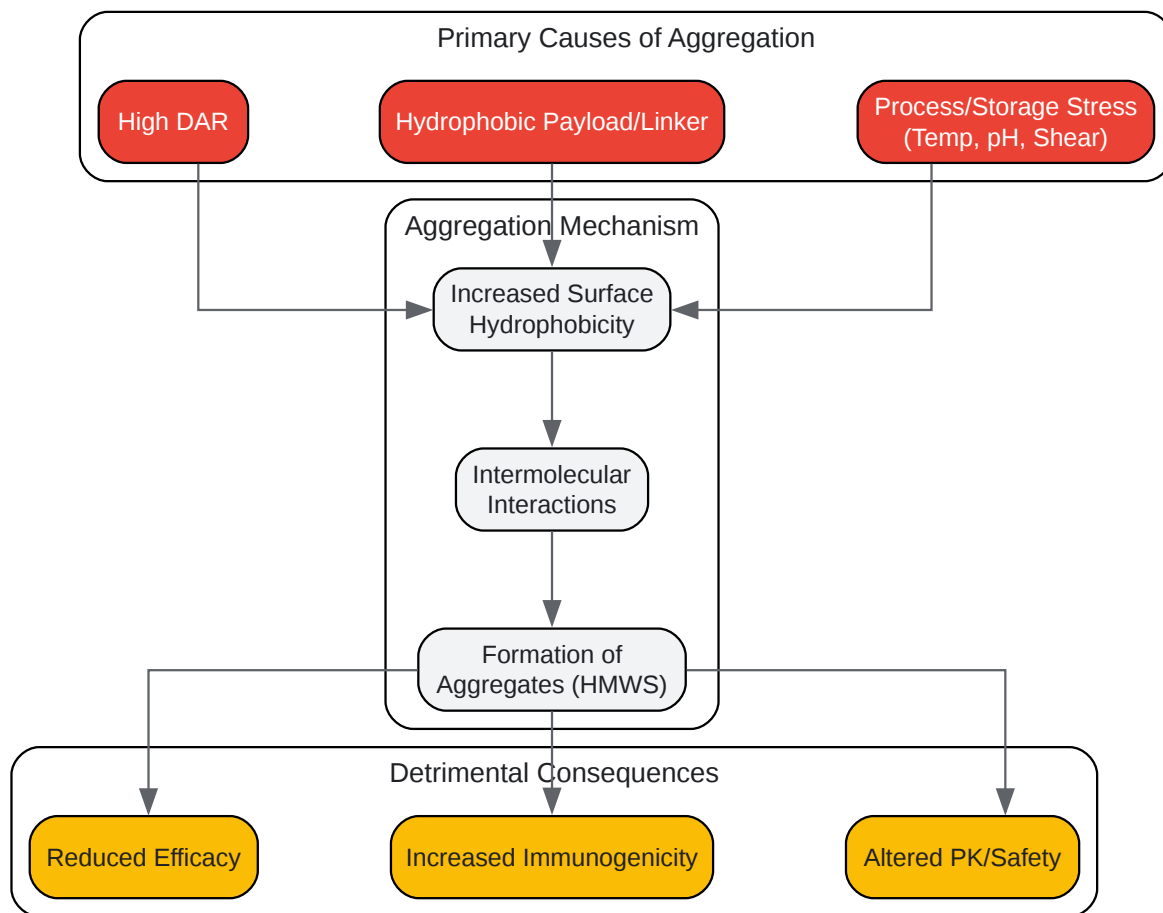 Primary Causes of Aggregation
High DAR
Hydrophobic Payload/Linker
Process/Storage Stress
(Temp, pH, Shear)
Aggregation Mechanism
Increased Surface
Hydrophobicity
Intermolecular
Interactions
Formation of
Aggregates (HMWS)
Detrimental Consequences
Reduced Efficacy
Increased Immunogenicity
Altered PK/Safety